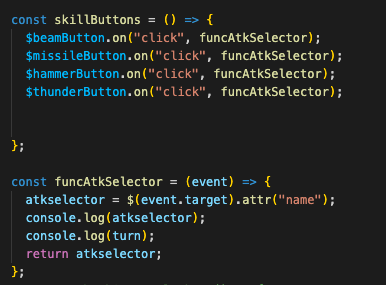 const skillButtons = () => {
  $beamButton.on("click", funcAtkSelector);
  $missileButton.on("click", funcAtkSelector);
  $hammerButton.on("click", funcAtkSelector);
  $thunderButton.on("click", funcAtkSelector);
};
const funcAtkSelector = (event) => {
  atkselector = $(event.target).attr("name");
  console.log(atkselector);
  console.log(turn);
  return atkselector;
};